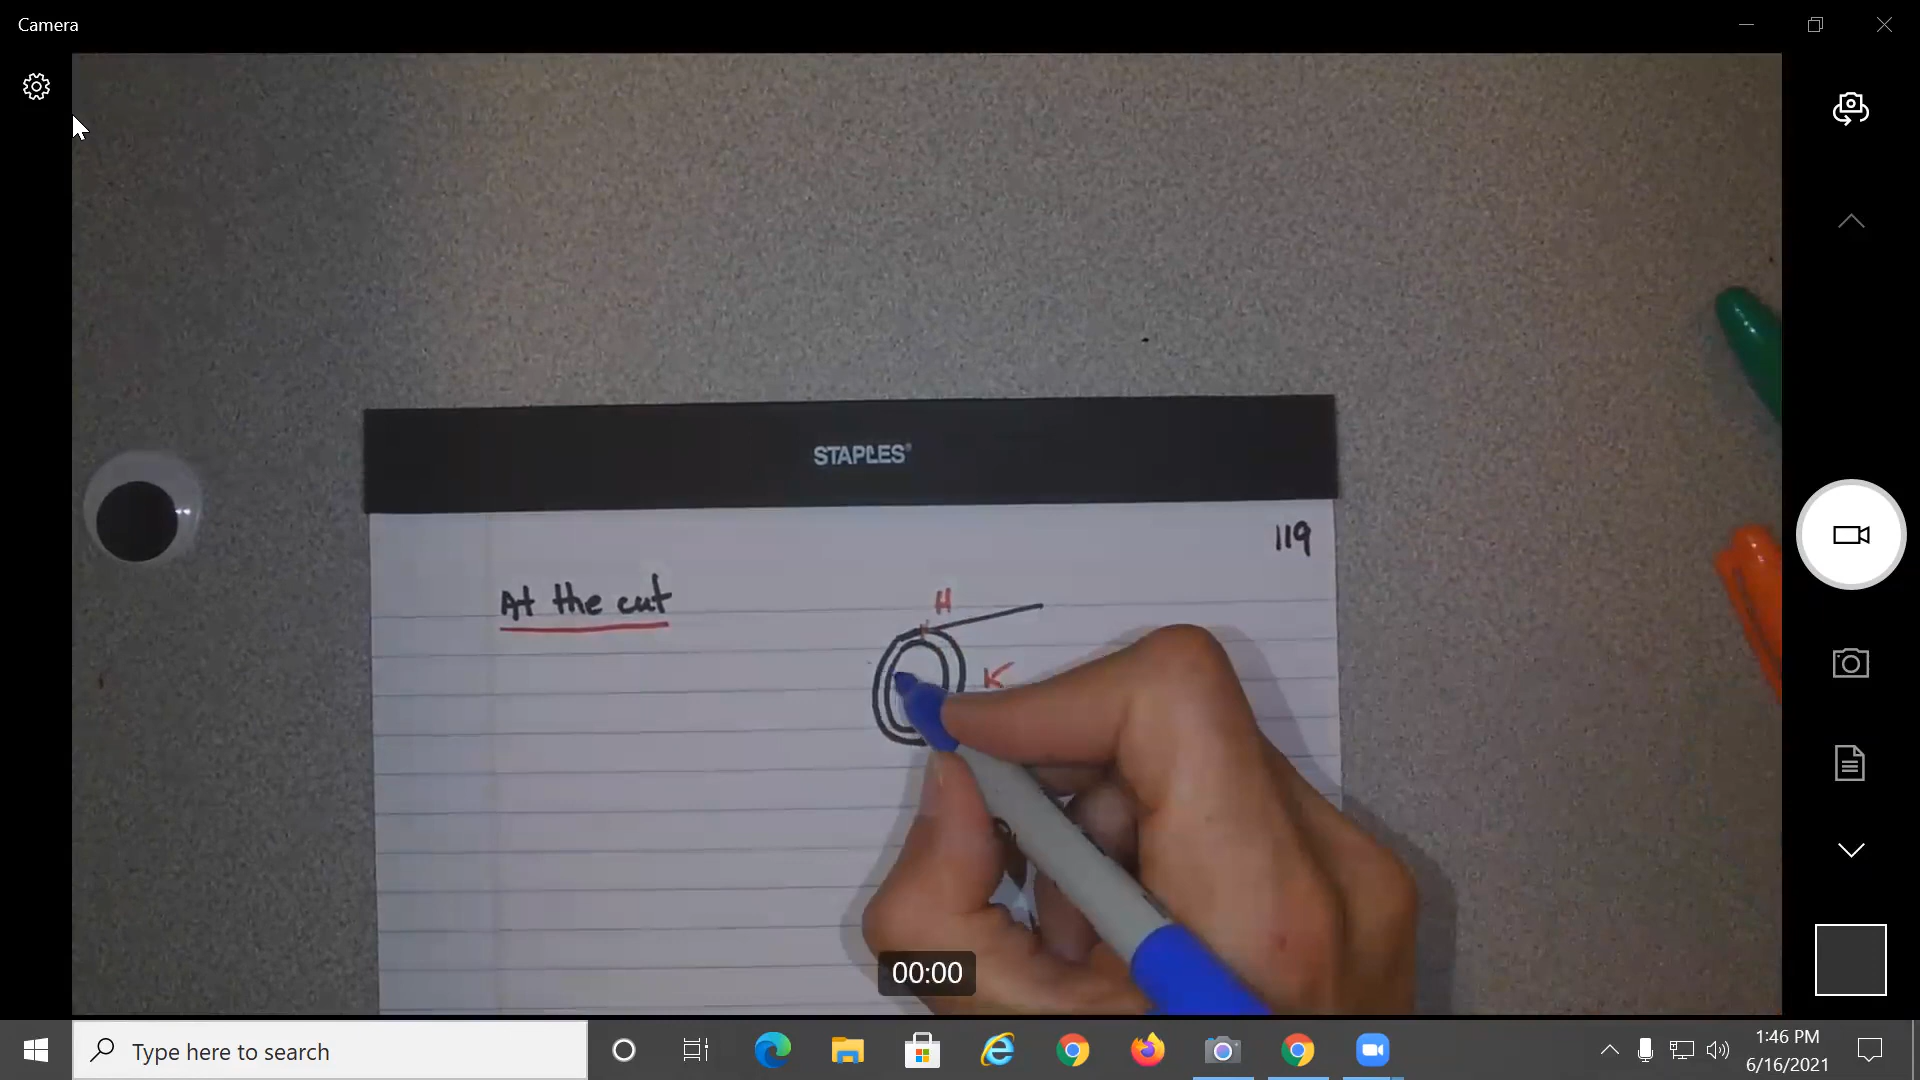 Camera
STAPLES®
119
At the cut
H
K
00:00
Type here to search
1:46 PM
6/16/2021